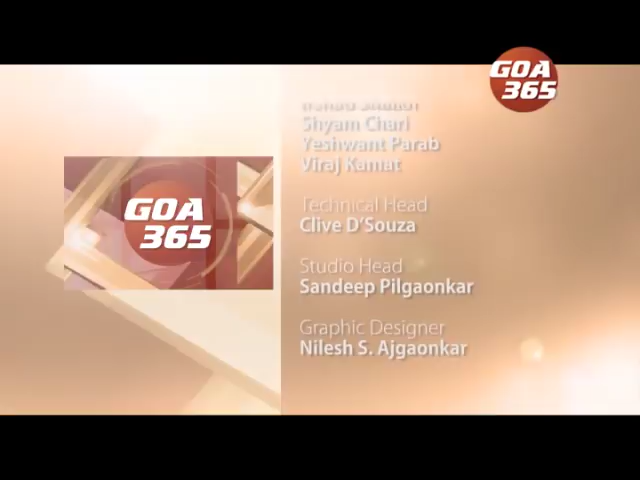 GOA
365
Shyam Chari
Yeshwant Parab
Viraj Kamat
GOA
365
Technical Head
Clive D'Souza
Studio Head
Sandeep Pilgaonkar
Graphic Designer
Nilesh S. Ajgaonkar